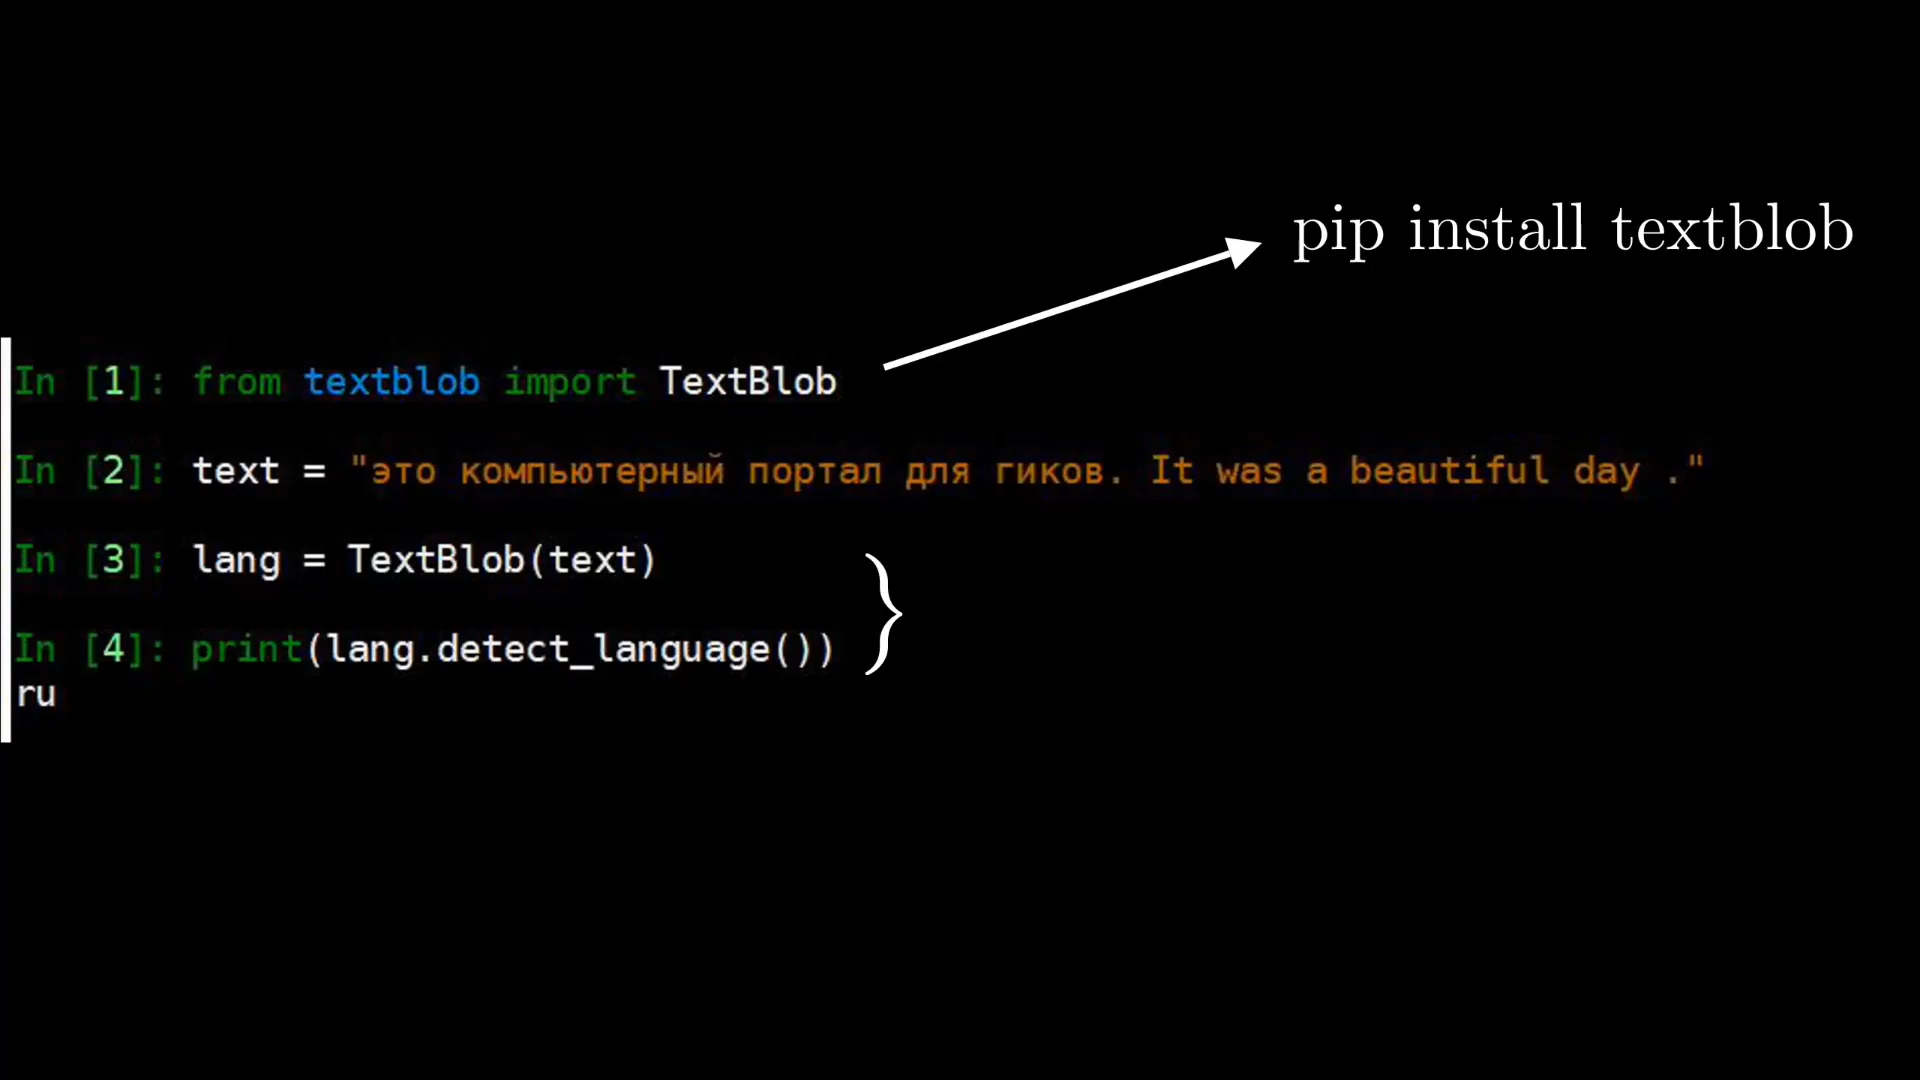 pip install textblob
In [1]: from textblob import TextBlob
In [2]: text = "это компьютерный портал для гиков. It was a beautiful day ."
In [3]: lang = TextBlob(text)
In [4]: print(lang.detect_language())
ru